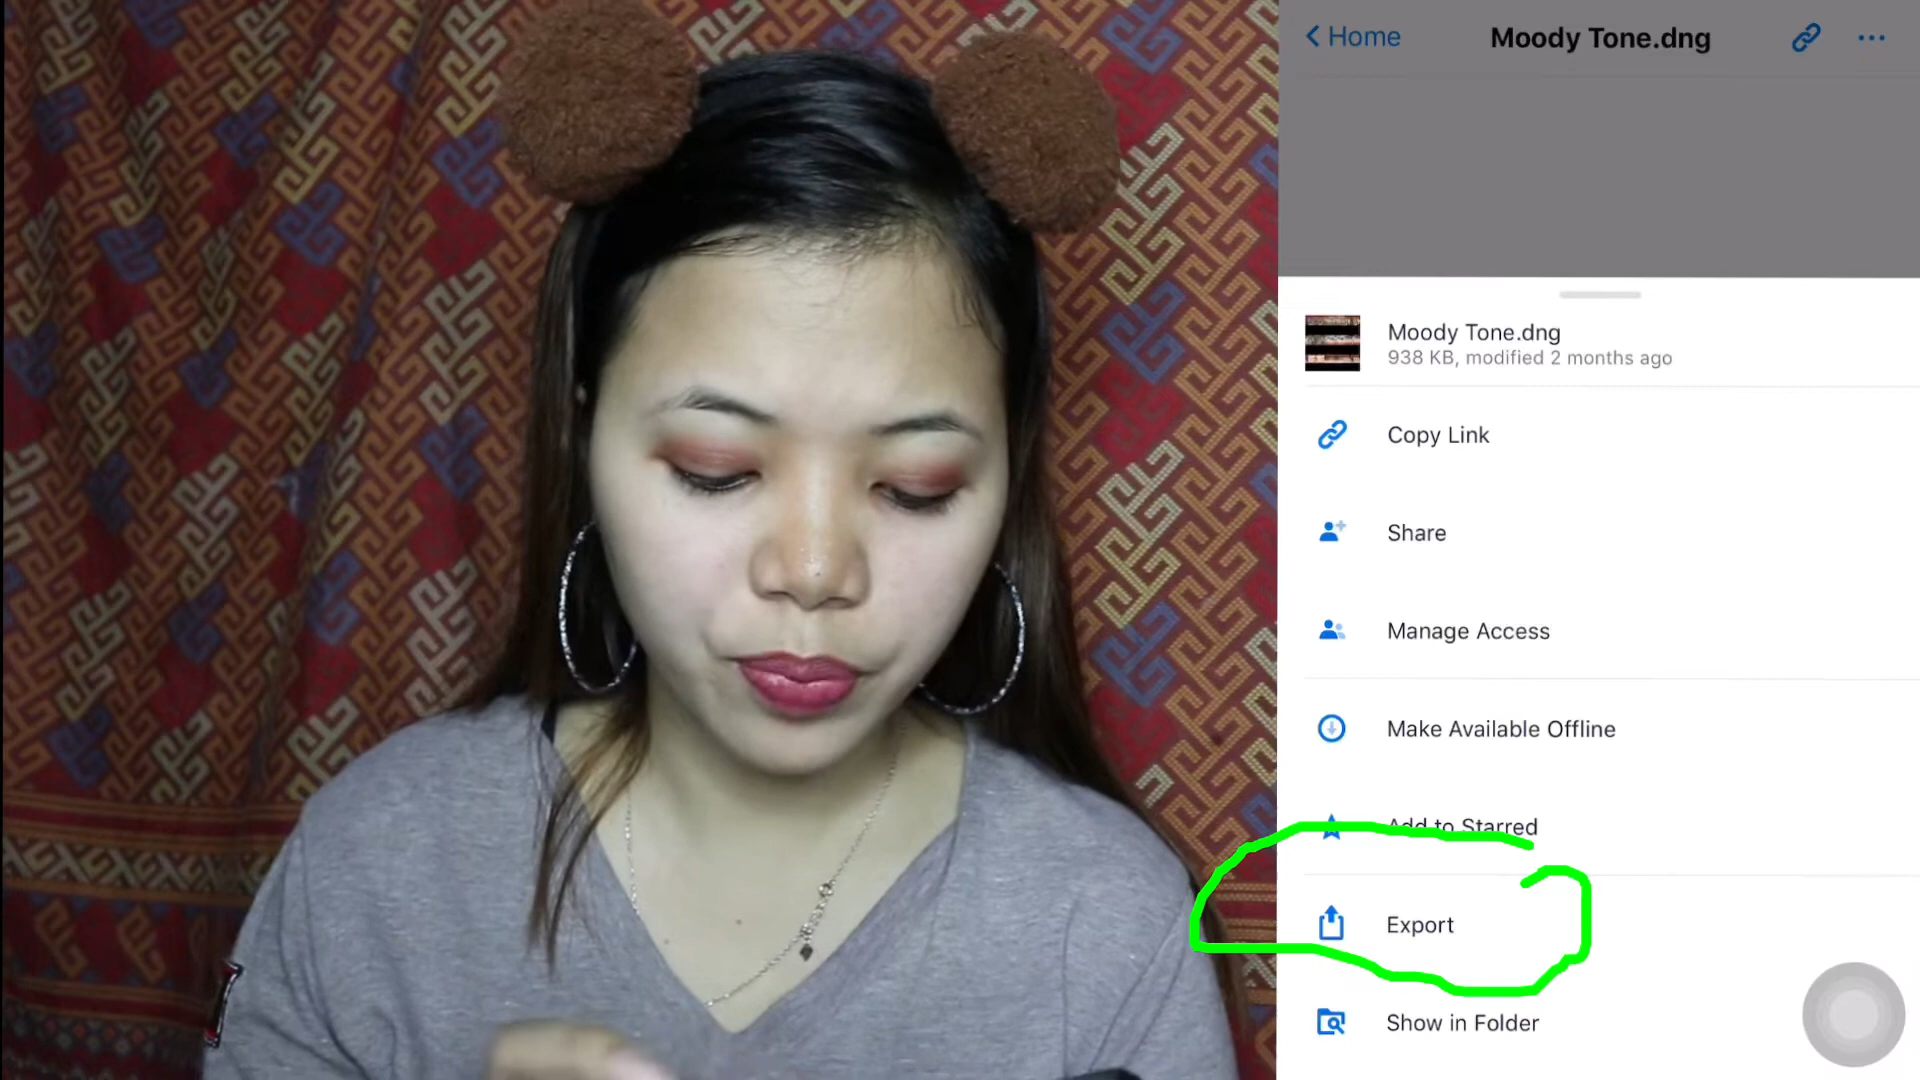 Home
Moody Tone.dng
Moody Tone.dng
938 KB, modified 2 months ago
Copy Link
Share
Manage Access
Make Available Offline
Add to Starred
Export
Show in Folder